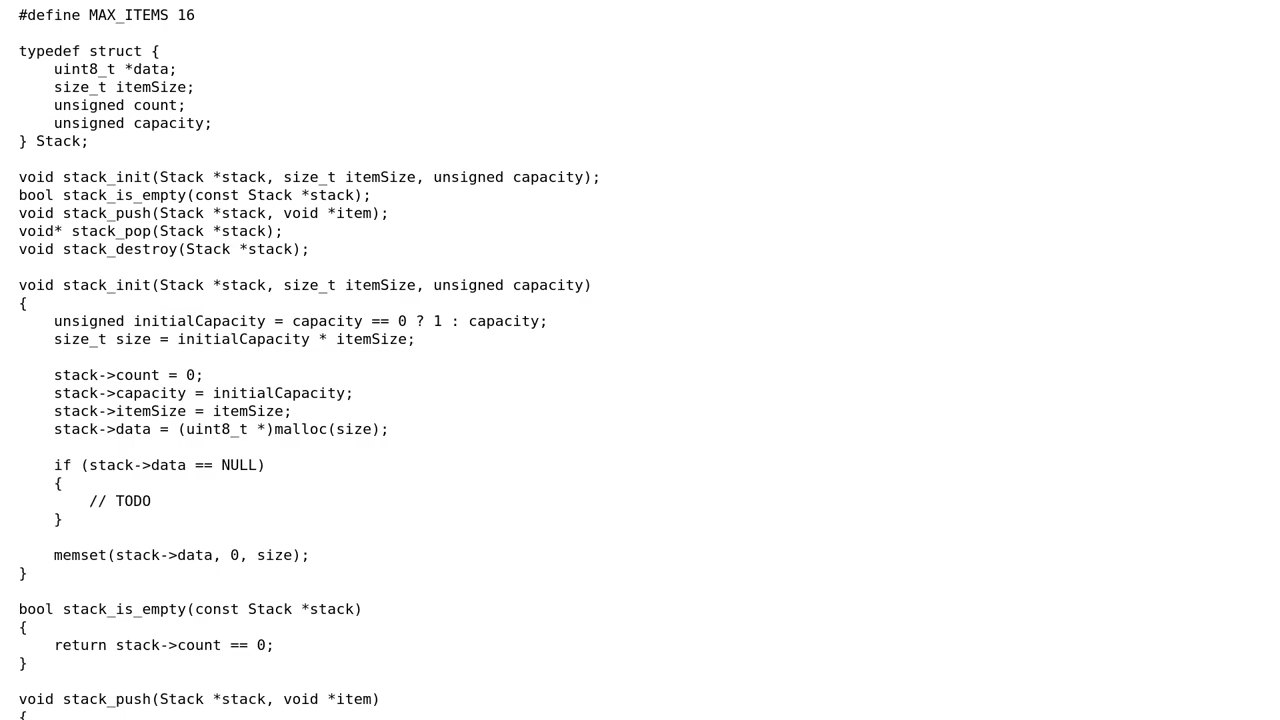 #define MAX_ITEMS 16
typedef struct {
    uint8_t *data;
    size_t itemSize;
    unsigned count;
    unsigned capacity;
} Stack;
void stack_init(Stack *stack, size_t itemSize, unsigned capacity);
bool stack_is_empty(const Stack *stack);
void stack_push(Stack *stack, void *item);
void* stack_pop(Stack *stack);
void stack_destroy(Stack *stack);
void stack_init(Stack *stack, size_t itemSize, unsigned capacity)
{
    unsigned initialCapacity = capacity == 0 ? 1 : capacity;
    size_t size = initialCapacity * itemSize;
    stack->count = 0;
    stack->capacity = initialCapacity;
    stack->itemSize = itemSize;
    stack->data = (uint8_t *)malloc(size);
    if (stack->data == NULL)
    {
        // TODO
    }
    memset(stack->data, 0, size);
}
bool stack_is_empty(const Stack *stack)
{
    return stack->count == 0;
}
void stack_push(Stack *stack, void *item)
{